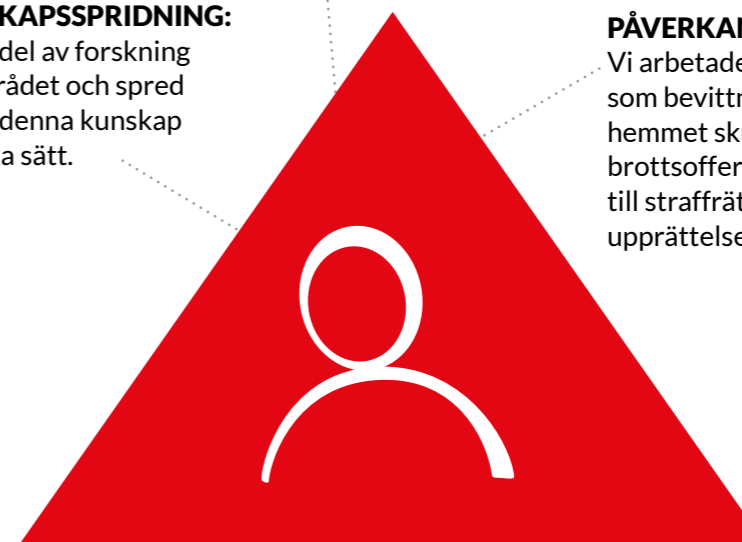 KAPSSPRIDNING:
del av forskning
rådet och spred
denna kunskap
a sätt.
PÅVERKAN
Vi arbetade
som bevittn
hemmet sk
brottsoffer
till straffrät
upprättelse